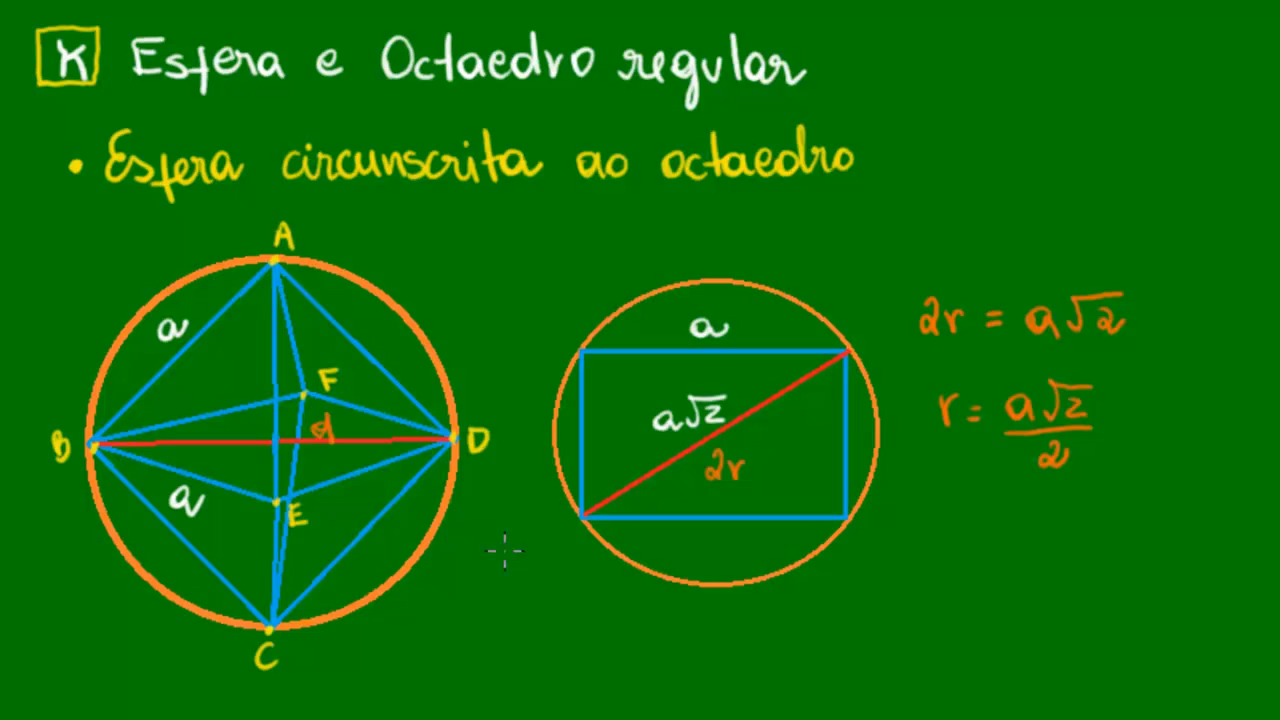 K Esfera e Octaedro regular
• Esfera circunscrita ao octaedro
A
a
F
d
B
D
a
E
C
a
a√2
2r
2r = a√2
r = a√2/2